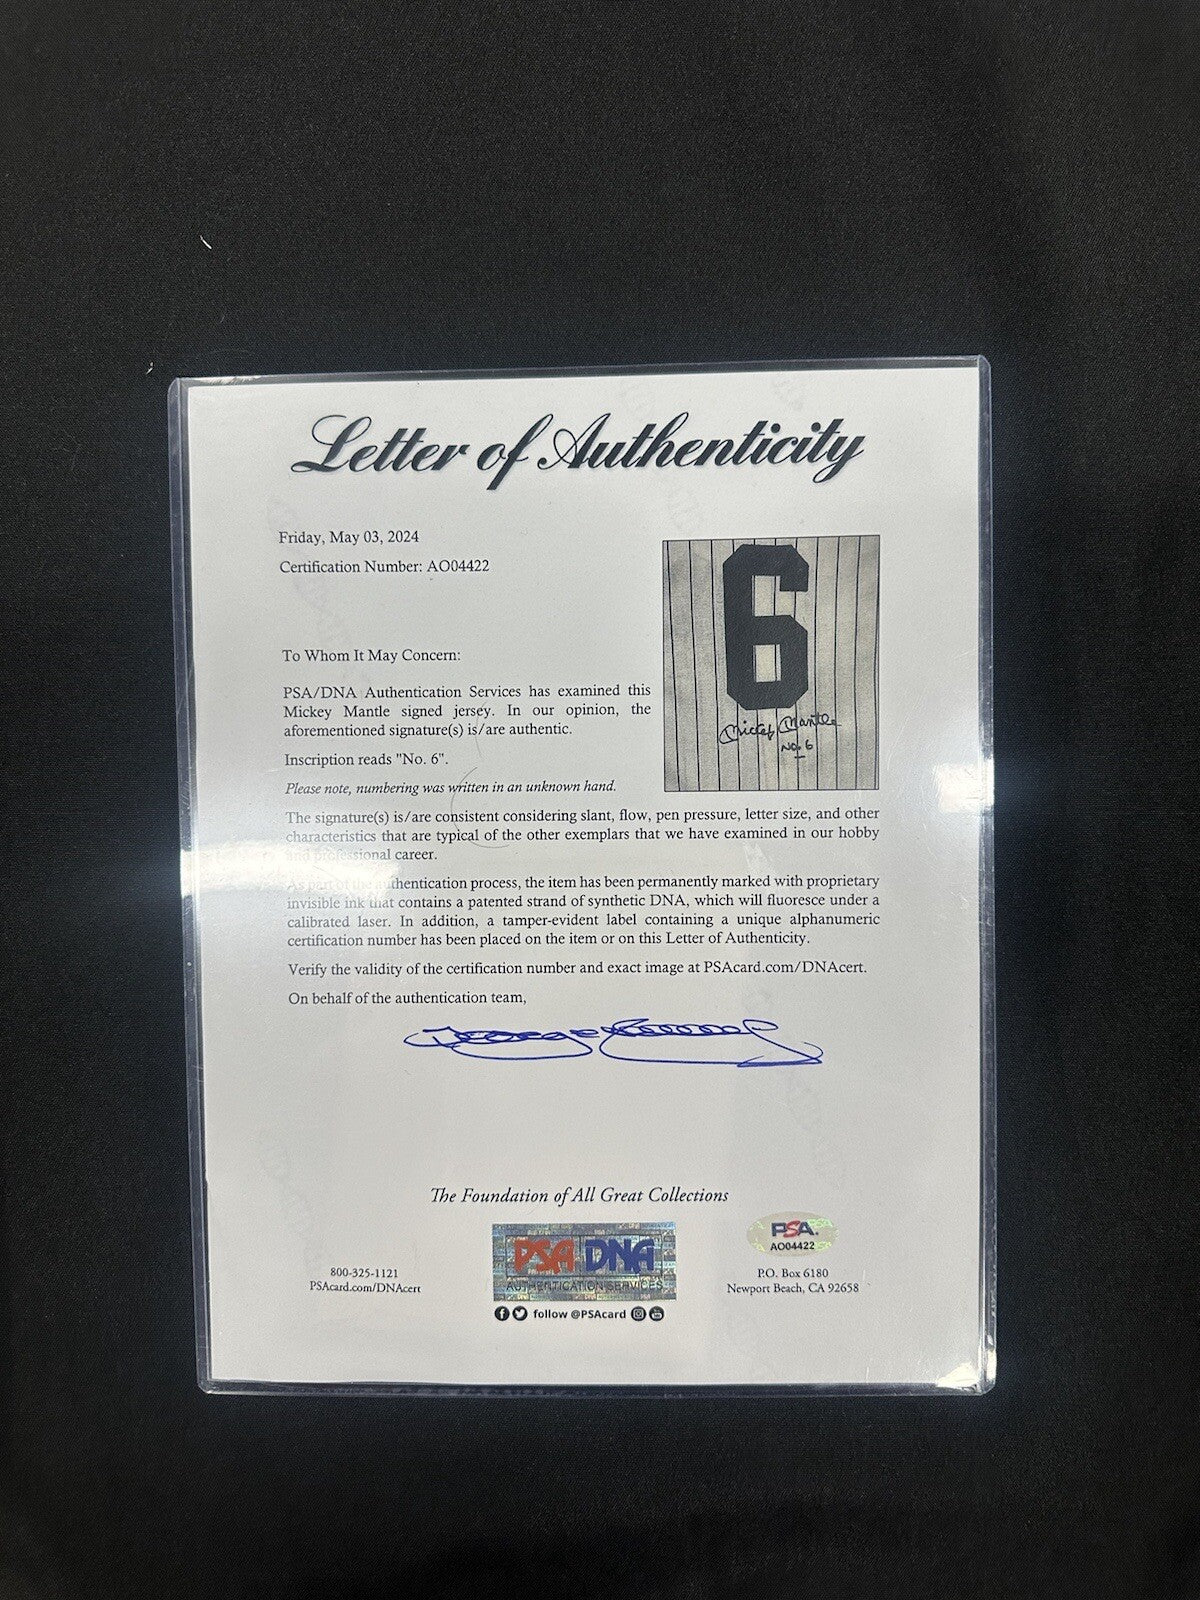 Letter of Authenticity
Friday, May 03, 2024
Certification Number: AO04422
6
Mickey Mantle
No. 6
To Whom It May Concern:
PSA/DNA Authentication Services has examined this
Mickey Mantle signed jersey. In our opinion, the
aforementioned signature(s) is/are authentic.
Inscription reads "No. 6".
Please note, numbering was written in an unknown hand.
The signature(s) is/are consistent considering slant, flow, pen pressure, letter size, and other
characteristics that are typical of the other exemplars that we have examined in our hobby
and professional career.
As part of the authentication process, the item has been permanently marked with proprietary
invisible ink that contains a patented strand of synthetic DNA, which will fluoresce under a
calibrated laser. In addition, a tamper-evident label containing a unique alphanumeric
certification number has been placed on the item or on this Letter of Authenticity.
Verify the validity of the certification number and exact image at PSAcard.com/DNAcert.
On behalf of the authentication team,
The Foundation of All Great Collections
800-325-1121
PSAcard.com/DNAcert
PSA DNA
AUTHENTICATION SERVICES
follow @PSAcard
PSA
AO04422
P.O. Box 6180
Newport Beach, CA 92658